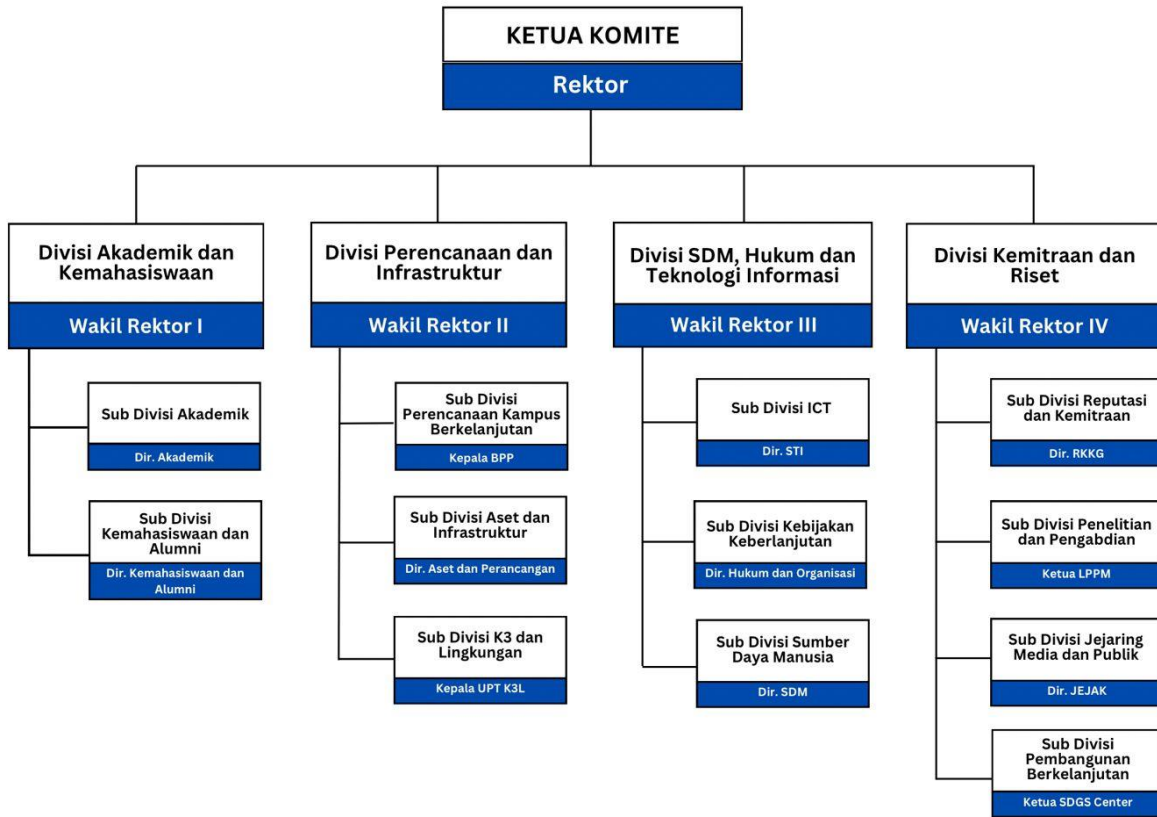 KETUA KOMITE
Rektor
Divisi Akademik dan
Kemahasiswaan
Wakil Rektor I
Sub Divisi Akademik
Dir. Akademik
Sub Divisi
Kemahasiswaan dan
Alumni
Dir. Kemahasiswaan dan
Alumni
Divisi Perencanaan dan
Infrastruktur
Wakil Rektor II
Sub Divisi
Perencanaan Kampus
Berkelanjutan
Kepala BPP
Sub Divisi Aset dan
Infrastruktur
Dir. Aset dan Perancangan
Sub Divisi K3 dan
Lingkungan
Kepala UPT K3L
Divisi SDM, Hukum dan
Teknologi Informasi
Wakil Rektor III
Sub Divisi ICT
Dir. STI
Sub Divisi Kebijakan
Keberlanjutan
Dir. Hukum dan Organisasi
Sub Divisi Sumber
Daya Manusia
Dir. SDM
Divisi Kemitraan dan
Riset
Wakil Rektor IV
Sub Divisi Reputasi
dan Kemitraan
Dir. RKKG
Sub Divisi Penelitian
dan Pengabdian
Ketua LPPM
Sub Divisi Jejaring
Media dan Publik
Dir. JEJAK
Sub Divisi
Pembangunan
Berkelanjutan
Ketua SDGS Center